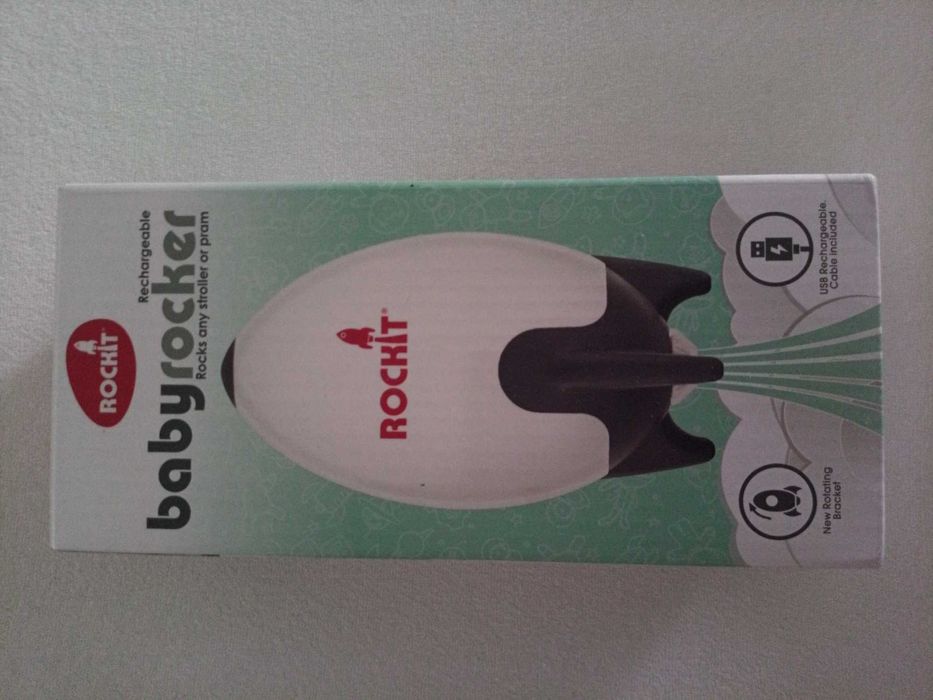 ROCKIT®
Rechargeable
babyrocker
Rocks any stroller or pram
ROCKIT®
New Rotating
Bracket
USB Rechargeable.
Cable included